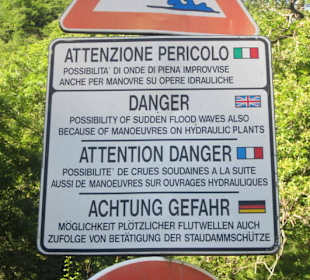 ATTENZIONE PERICOLO
POSSIBILITA' DI ONDE DI PIENA IMPROVVISE
ANCHE PER MANOVRE SU OPERE IDRAULICHE
DANGER
POSSIBILITY OF SUDDEN FLOOD WAVES ALSO
BECAUSE OF MANOEUVRES ON HYDRAULIC PLANTS
ATTENTION DANGER
POSSIBILITE' DE CRUES SOUDAINES A LA SUITE
AUSSI DE MANOEUVRES SUR OUVRAGES HYDRAULIQUES
ACHTUNG GEFAHR
MÖGLICHKEIT PLÖTZLICHER FLUTWELLEN AUCH
ZUFOLGE VON BETÄTIGUNG DER STAUDAMMSCHÜTZE